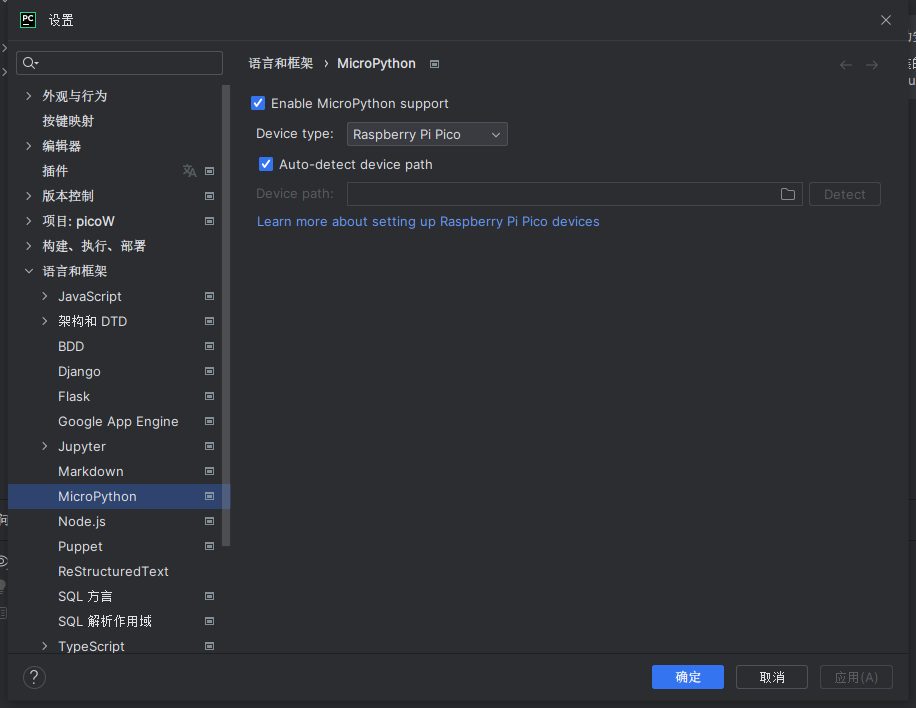 PC 设置
语言和框架 › MicroPython
外观与行为
按键映射
编辑器
插件
版本控制
项目: picoW
构建、执行、部署
语言和框架
JavaScript
架构和 DTD
BDD
Django
Flask
Google App Engine
Jupyter
Markdown
MicroPython
Node.js
Puppet
ReStructuredText
SQL 方言
SQL 解析作用域
TypeScript
Enable MicroPython support
Device type: Raspberry Pi Pico
Auto-detect device path
Device path: Detect
Learn more about setting up Raspberry Pi Pico devices
? 确定 取消 应用(A)